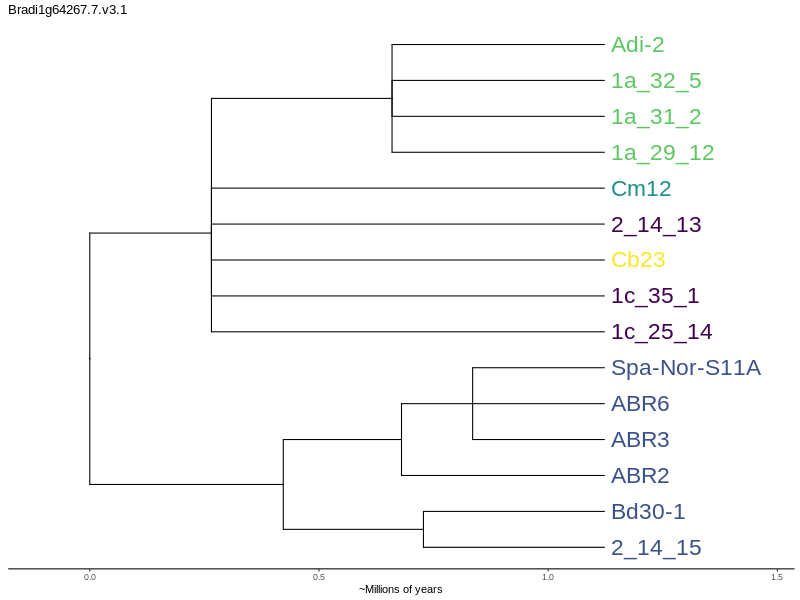 Bradi1g64267.7.v3.1
Adi-2
1a_32_5
1a_31_2
1a_29_12
Cm12
2_14_13
Cb23
1c_35_1
1c_25_14
Spa-Nor-S11A
ABR6
ABR3
ABR2
Bd30-1
2_14_15
0.0 0.5 1.0 1.5
~Millions of years